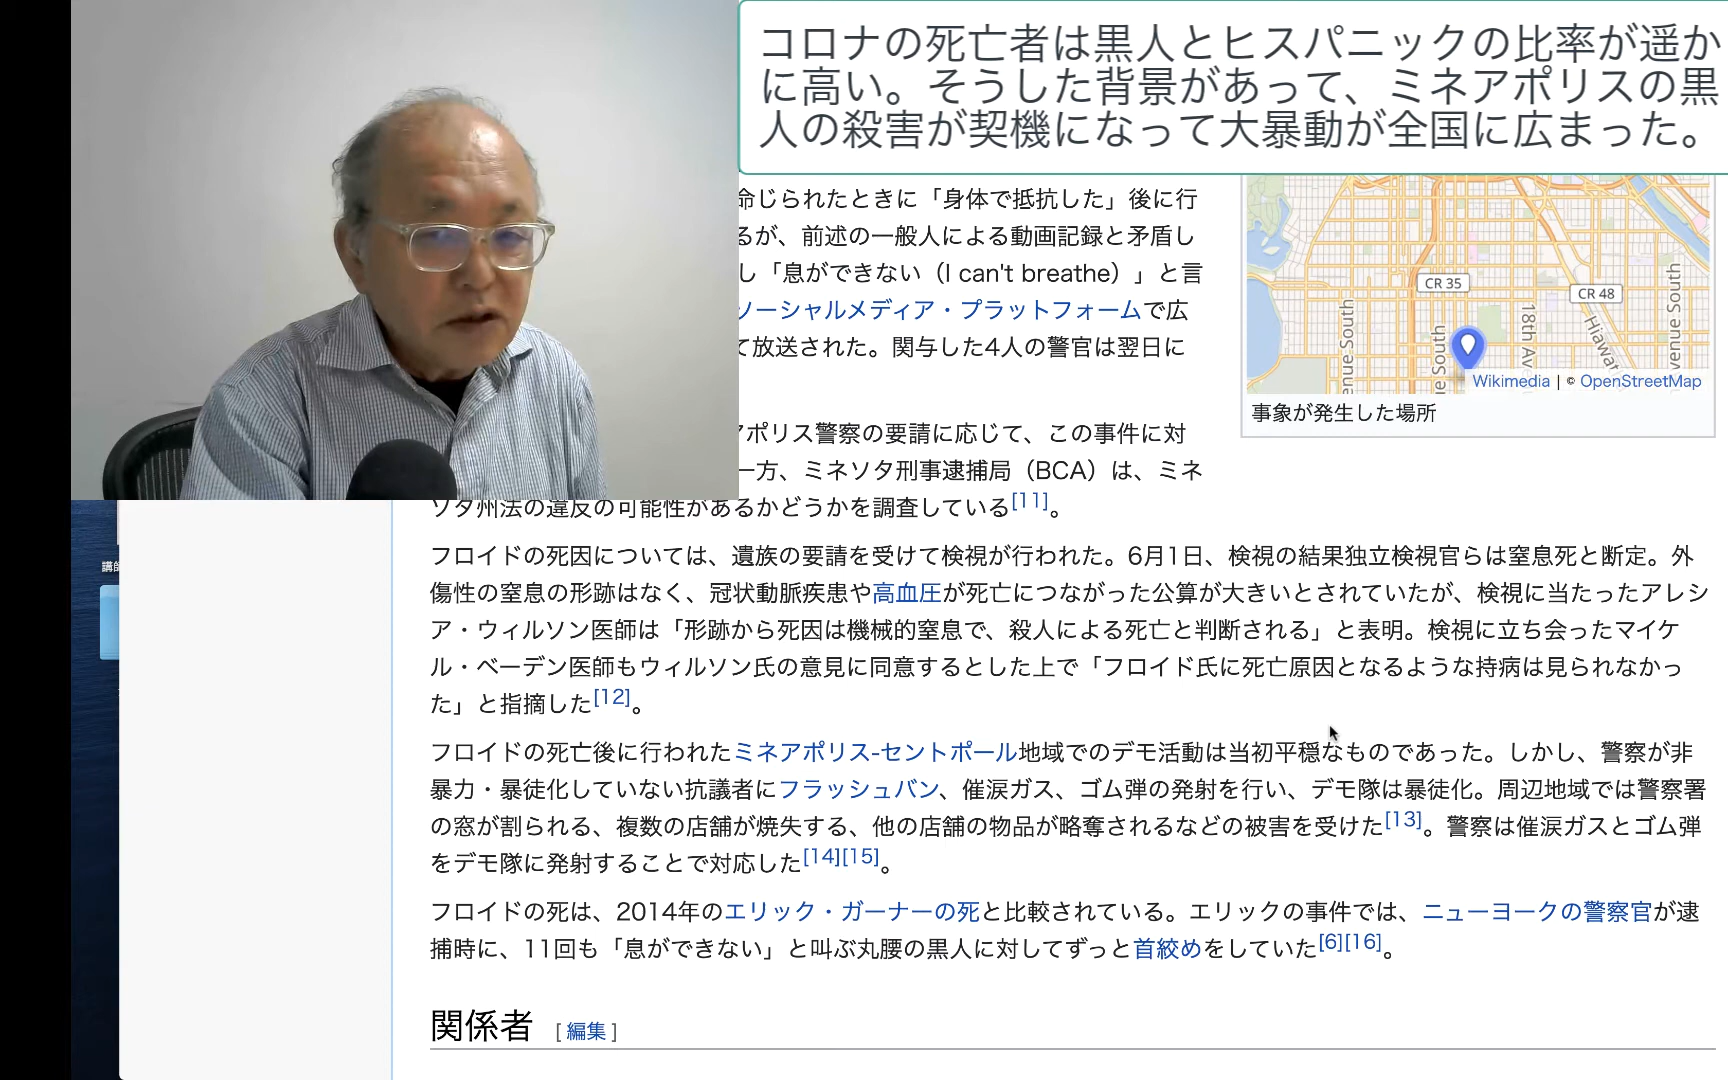 コロナの死亡者は黒人とヒスパニックの比率が遥か
に高い。そうした背景があって、ミネアポリスの黒
人の殺害が契機になって大暴動が全国に広まった。
命じられたときに「身体で抵抗した」後に行
るが、前述の一般人による動画記録と矛盾し
し「息ができない（I can't breathe）」と言
ソーシャルメディア・プラットフォームで広
て放送された。関与した4人の警官は翌日に
アポリス警察の要請に応じて、この事件に対
一方、ミネソタ刑事逮捕局（BCA）は、ミネ
ソタ州法の違反の可能性があるかどうかを調査している[11]。
CR 35
CR 48
enue South
e South
18th Av
Hiawat
venue South
Wikimedia | © OpenStreetMap
事象が発生した場所
講師
フロイドの死因については、遺族の要請を受けて検視が行われた。6月1日、検視の結果独立検視官らは窒息死と断定。外
傷性の窒息の形跡はなく、冠状動脈疾患や高血圧が死亡につながった公算が大きいとされていたが、検視に当たったアレシ
ア・ウィルソン医師は「形跡から死因は機械的窒息で、殺人による死亡と判断される」と表明。検視に立ち会ったマイケ
ル・ベーデン医師もウィルソン氏の意見に同意するとした上で「フロイド氏に死亡原因となるような持病は見られなかっ
た」と指摘した[12]。
フロイドの死亡後に行われたミネアポリス-セントポール地域でのデモ活動は当初平穏なものであった。しかし、警察が非
暴力・暴徒化していない抗議者にフラッシュバン、催涙ガス、ゴム弾の発射を行い、デモ隊は暴徒化。周辺地域では警察署
の窓が割られる、複数の店舗が焼失する、他の店舗の物品が略奪されるなどの被害を受けた[13]。警察は催涙ガスとゴム弾
をデモ隊に発射することで対応した[14][15]。
フロイドの死は、2014年のエリック・ガーナーの死と比較されている。エリックの事件では、ニューヨークの警察官が逮
捕時に、11回も「息ができない」と叫ぶ丸腰の黒人に対してずっと首絞めをしていた[6][16]。
関係者 [ 編集 ]